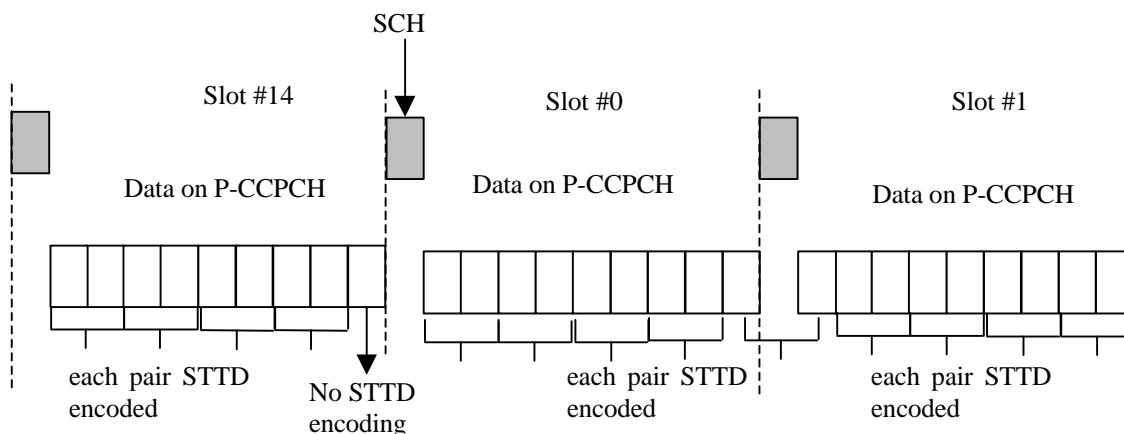 SCH
Slot #14
Slot #0
Slot #1
Data on P-CCPCH
Data on P-CCPCH
Data on P-CCPCH
each pair STTD
encoded
No STTD
encoding
each pair STTD
encoded
each pair STTD
encoded